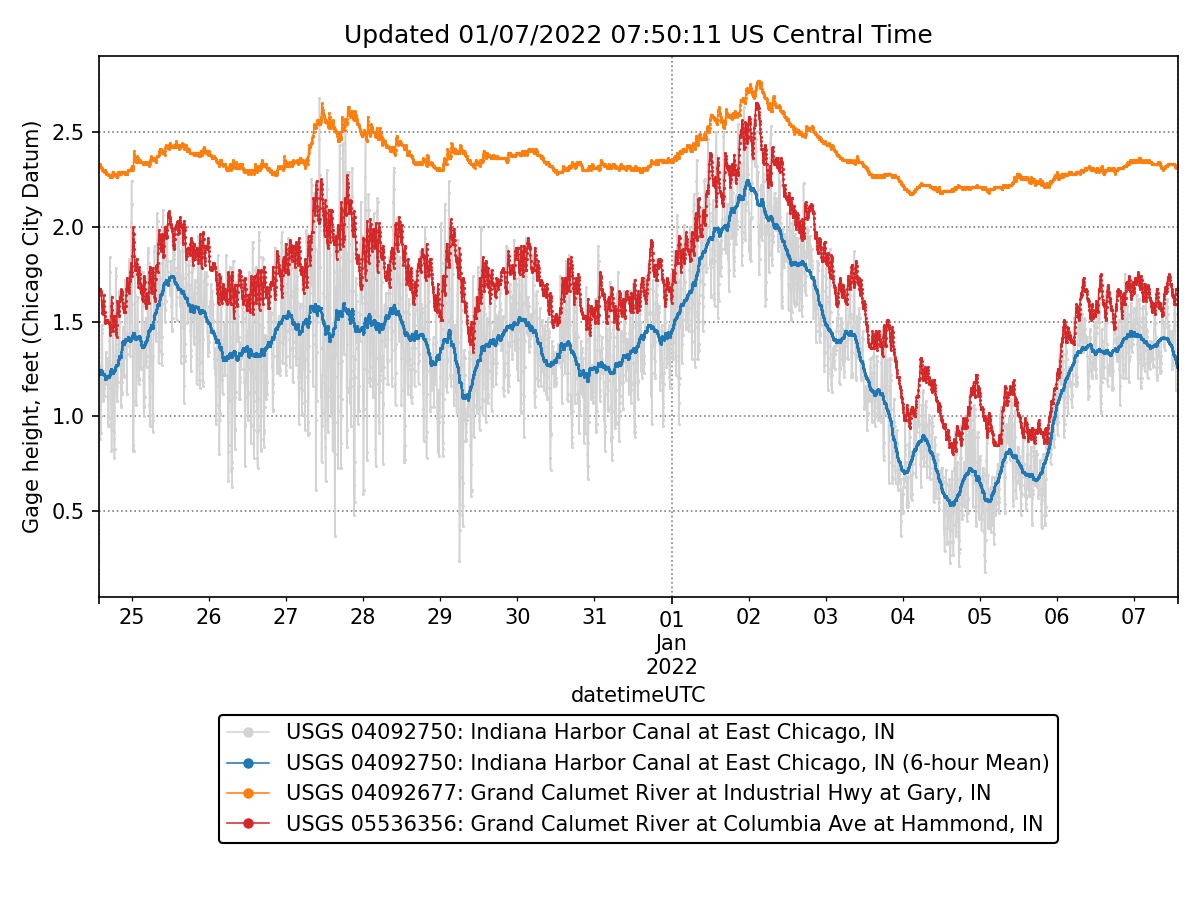 Updated 01/07/2022 07:50:11 US Central Time
Gage height, feet (Chicago City Datum)
2.5
2.0
1.5
1.0
0.5
25 26 27 28 29 30 31 01 02 03 04 05 06 07
Jan
2022
datetimeUTC
USGS 04092750: Indiana Harbor Canal at East Chicago, IN
USGS 04092750: Indiana Harbor Canal at East Chicago, IN (6-hour Mean)
USGS 04092677: Grand Calumet River at Industrial Hwy at Gary, IN
USGS 05536356: Grand Calumet River at Columbia Ave at Hammond, IN